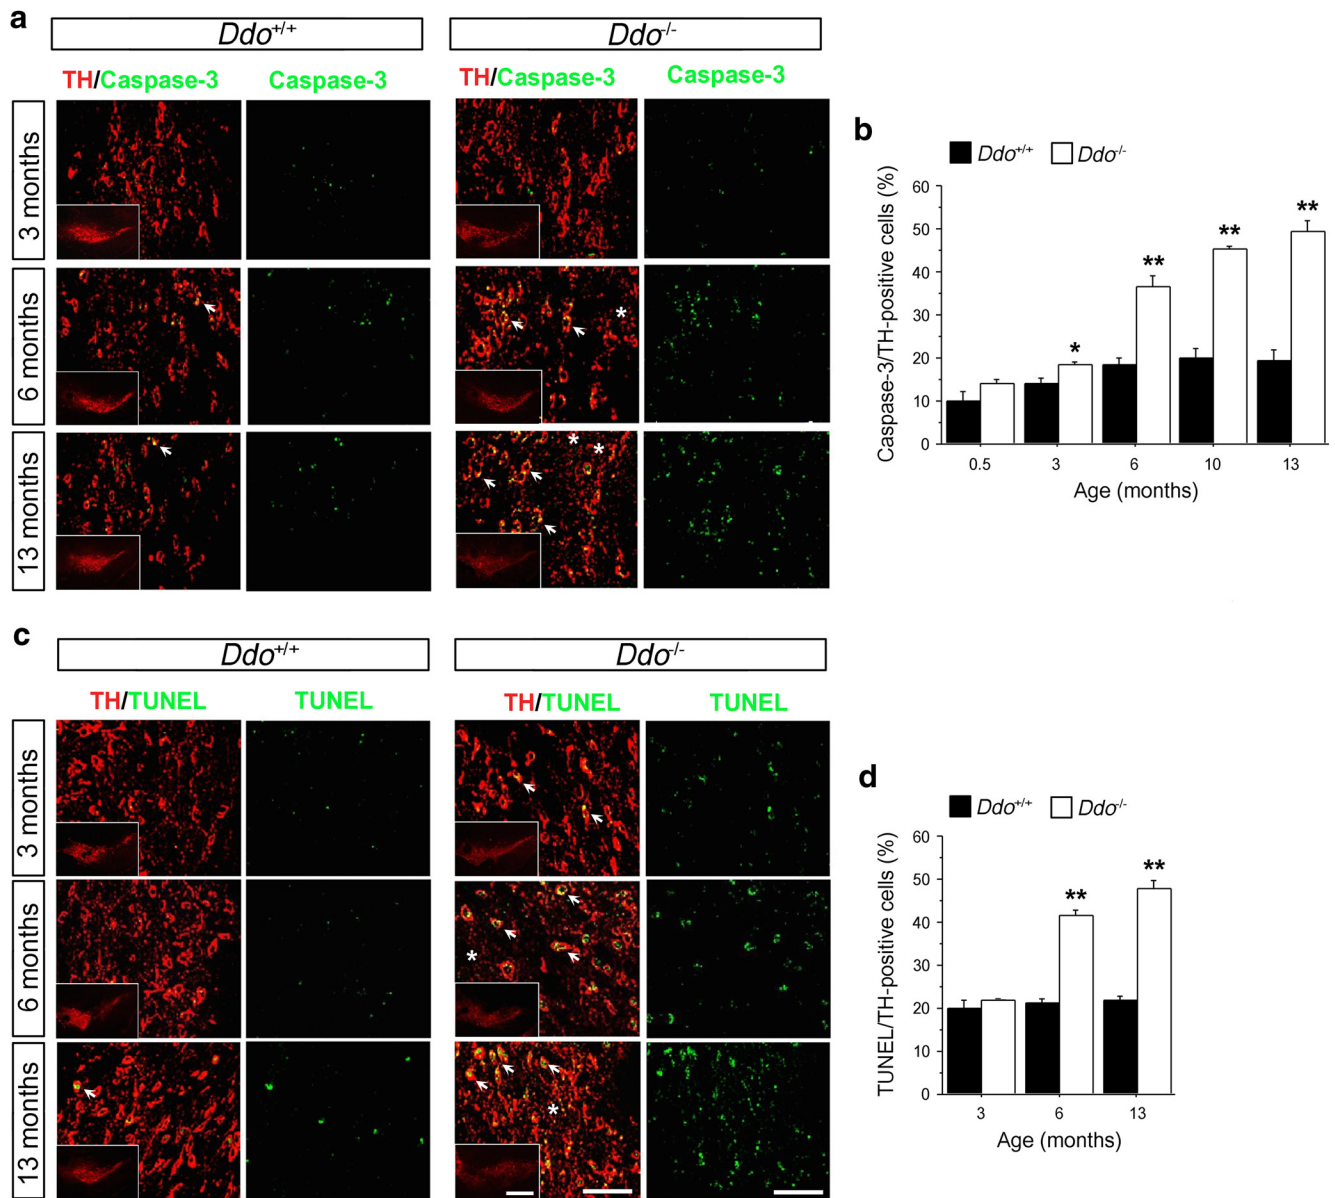 a
Ddo+/+ Ddo-/-
TH/Caspase-3 Caspase-3 TH/Caspase-3 Caspase-3
3 months
6 months
*
13 months
* *
b
Ddo+/+ Ddo-/-
Caspase-3/TH-positive cells (%)
60
50
40
30
20
10
0
* ** ** **
0.5 3 6 10 13
Age (months)
c
Ddo+/+ Ddo-/-
TH/TUNEL TUNEL TH/TUNEL TUNEL
3 months
6 months
*
13 months
*
d
Ddo+/+ Ddo-/-
TUNEL/TH-positive cells (%)
60
50
40
30
20
10
0
** **
3 6 13
Age (months)